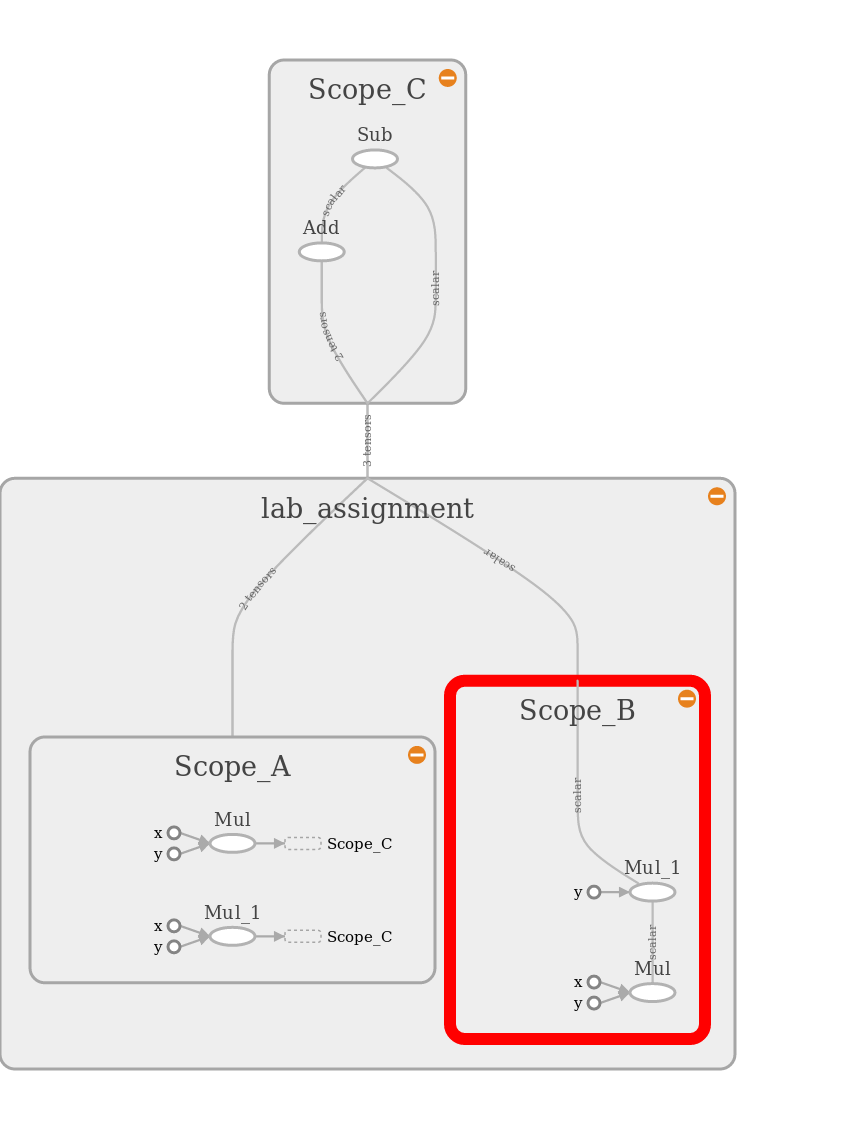 Scope_C
Sub
scalar
Add
scalar
2 tensors
3 tensors
lab_assignment
scalar
2 tensors
Scope_B
Scope_A
scalar
Mul
x
y
Scope_C
Mul_1
y
Mul_1
x
y
Scope_C
scalar
Mul
x
y